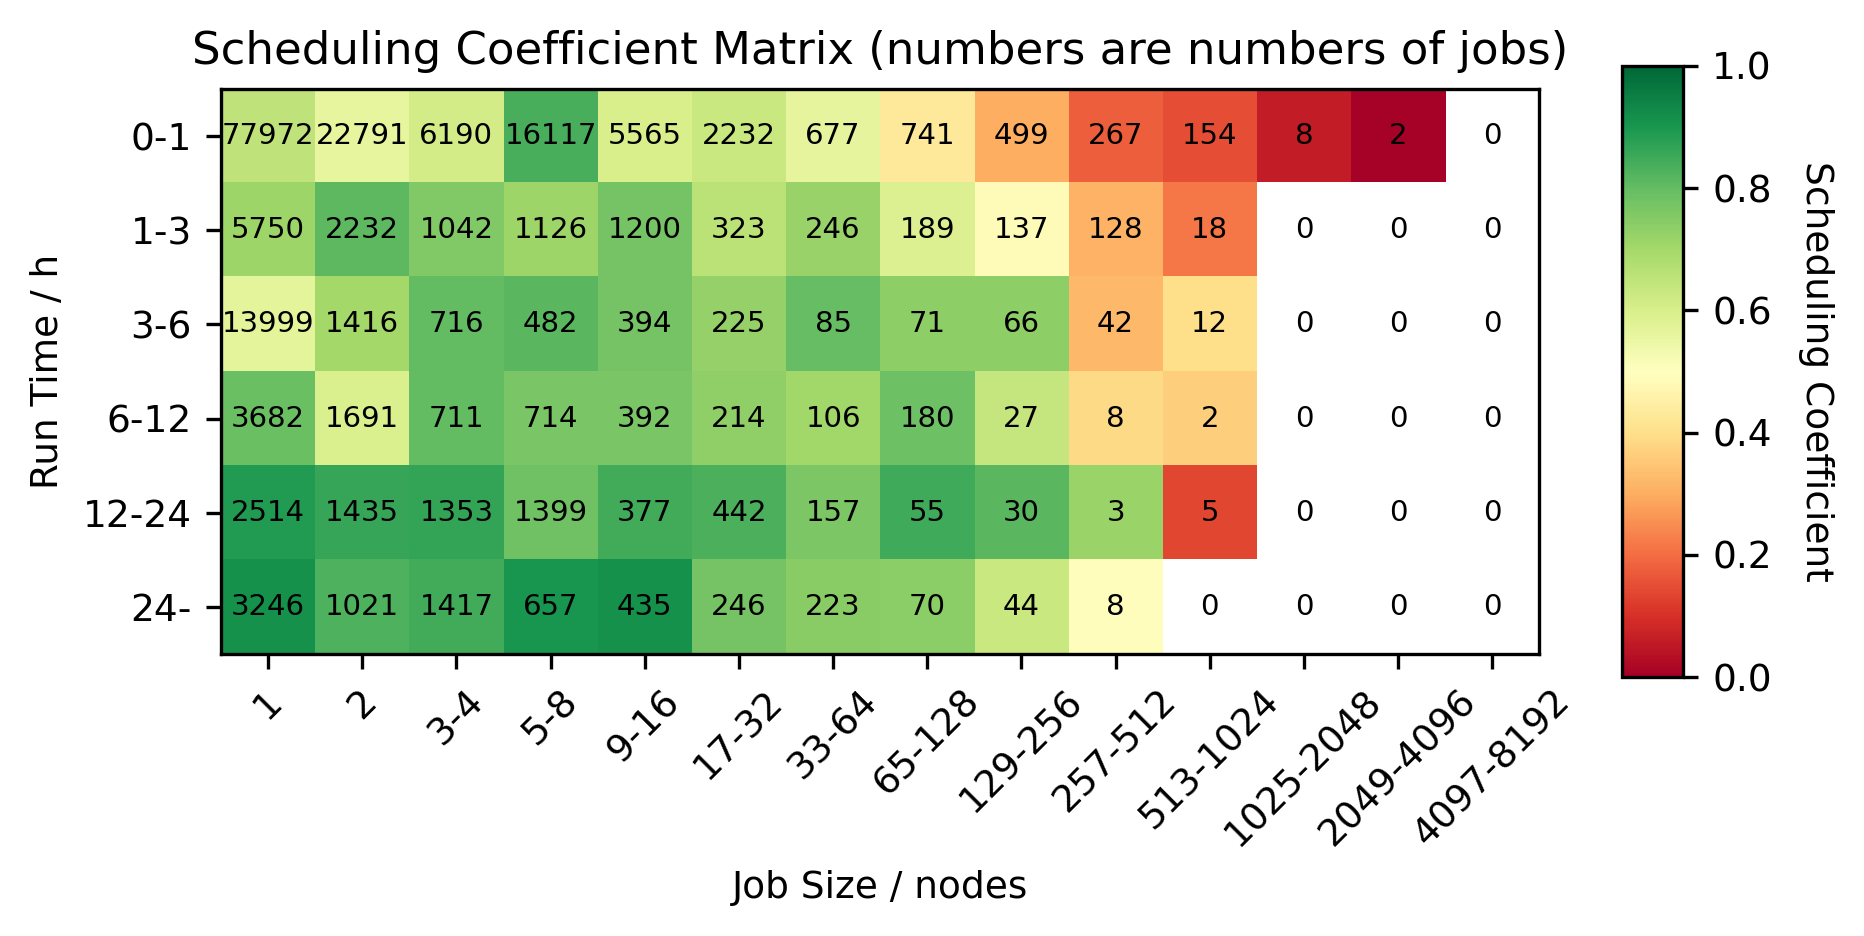 Scheduling Coefficient Matrix (numbers are numbers of jobs)
0-1 77972 22791 6190 16117 5565 2232 677 741 499 267 154 8 2 0
1-3 5750 2232 1042 1126 1200 323 246 189 137 128 18 0 0 0
3-6 13999 1416 716 482 394 225 85 71 66 42 12 0 0 0
6-12 3682 1691 711 714 392 214 106 180 27 8 2 0 0 0
12-24 2514 1435 1353 1399 377 442 157 55 30 3 5 0 0 0
24- 3246 1021 1417 657 435 246 223 70 44 8 0 0 0 0
Run Time / h
1 2 3-4 5-8 9-16 17-32 33-64 65-128 129-256 257-512 513-1024 1025-2048 2049-4096 4097-8192
Job Size / nodes
1.0
0.8
0.6
0.4
0.2
0.0
Scheduling Coefficient